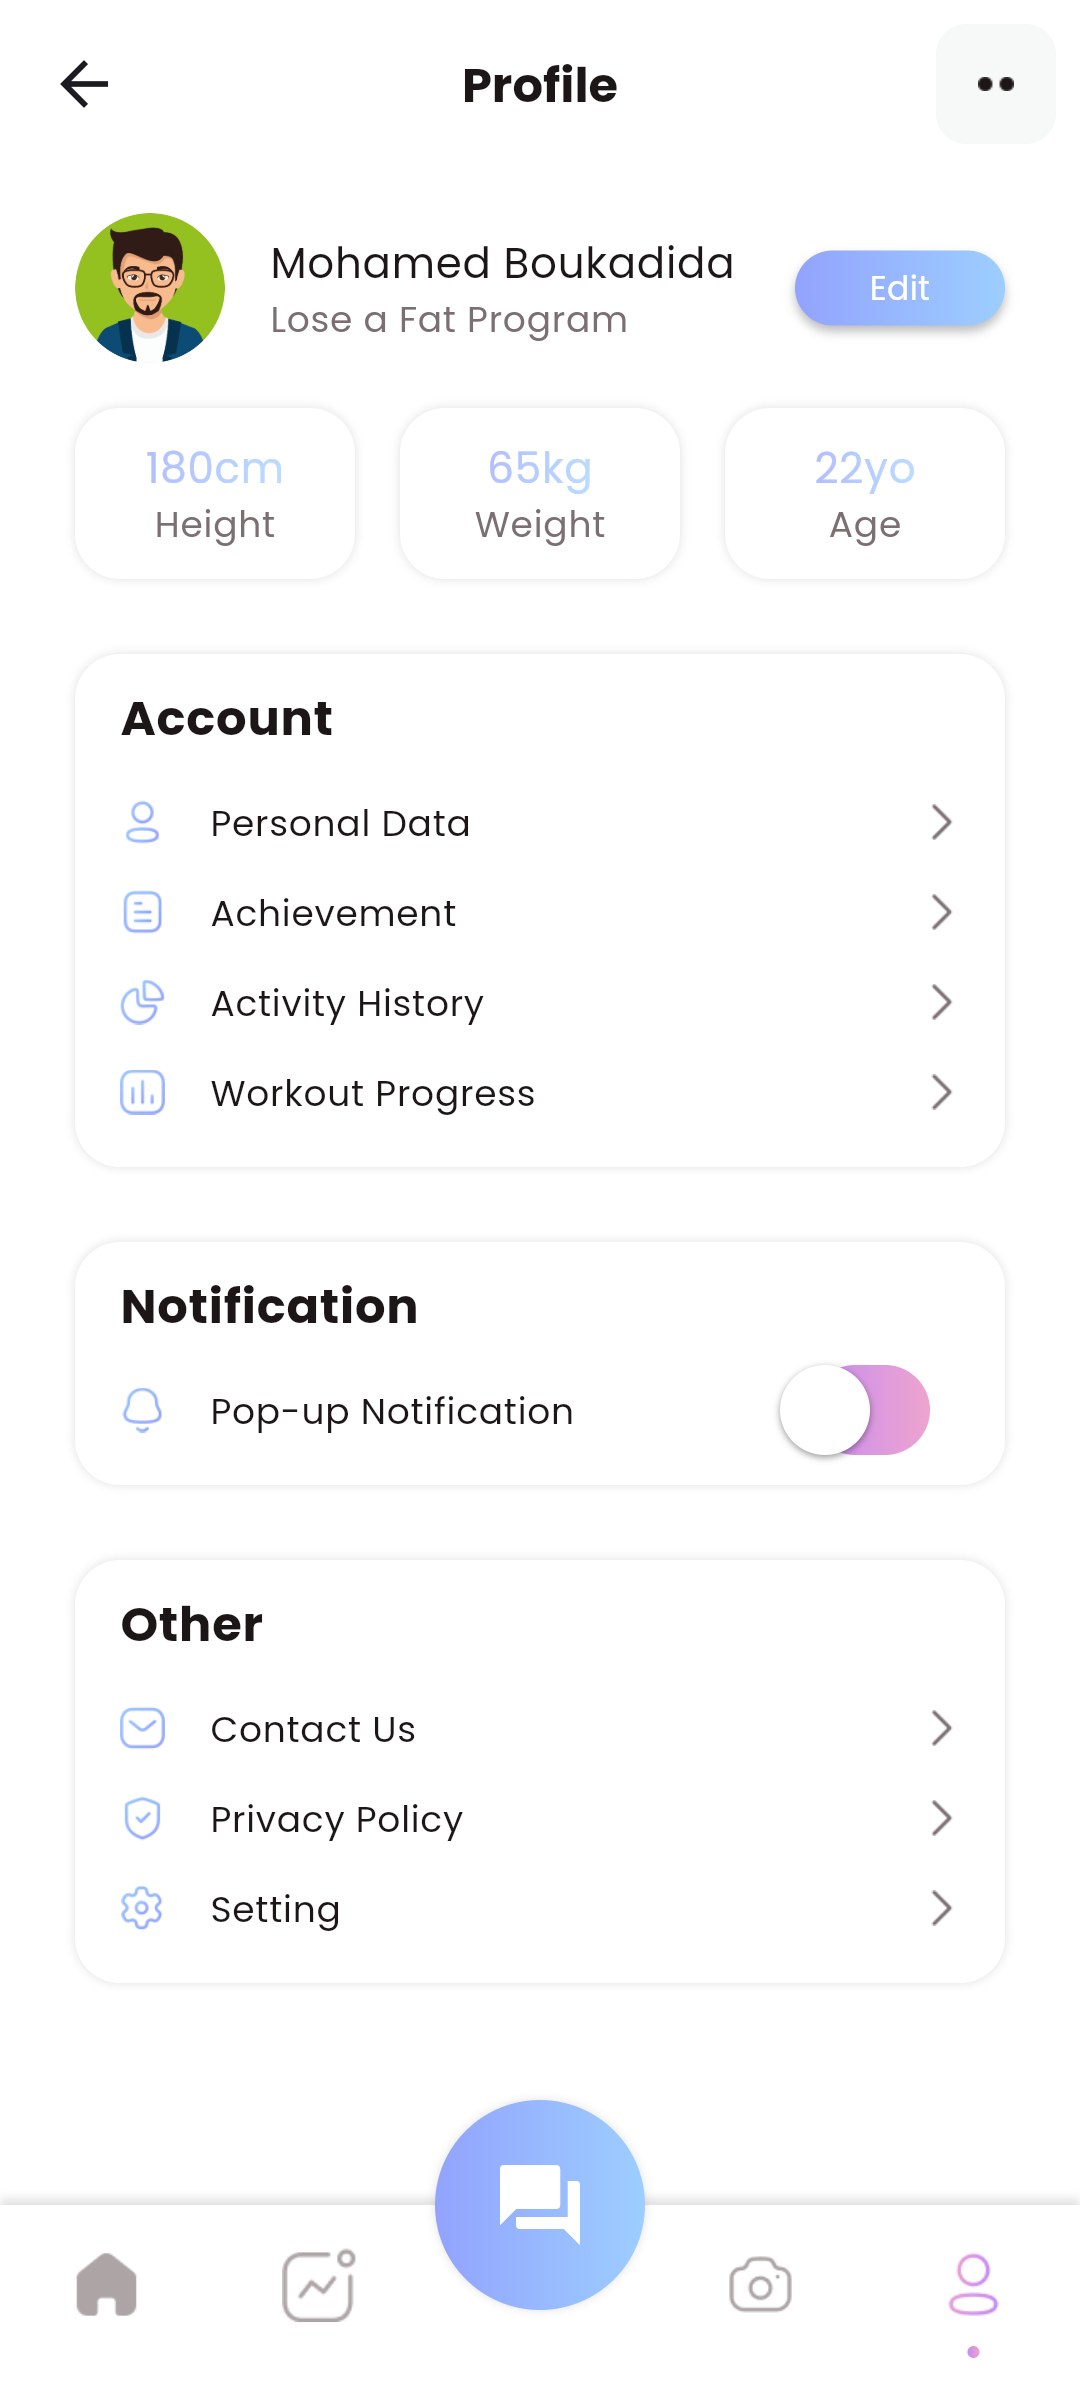 Profile
Mohamed Boukadida
Lose a Fat Program
Edit
180cm
Height
65kg
Weight
22yo
Age
Account
Personal Data
Achievement
Activity History
Workout Progress
Notification
Pop-up Notification
Other
Contact Us
Privacy Policy
Setting